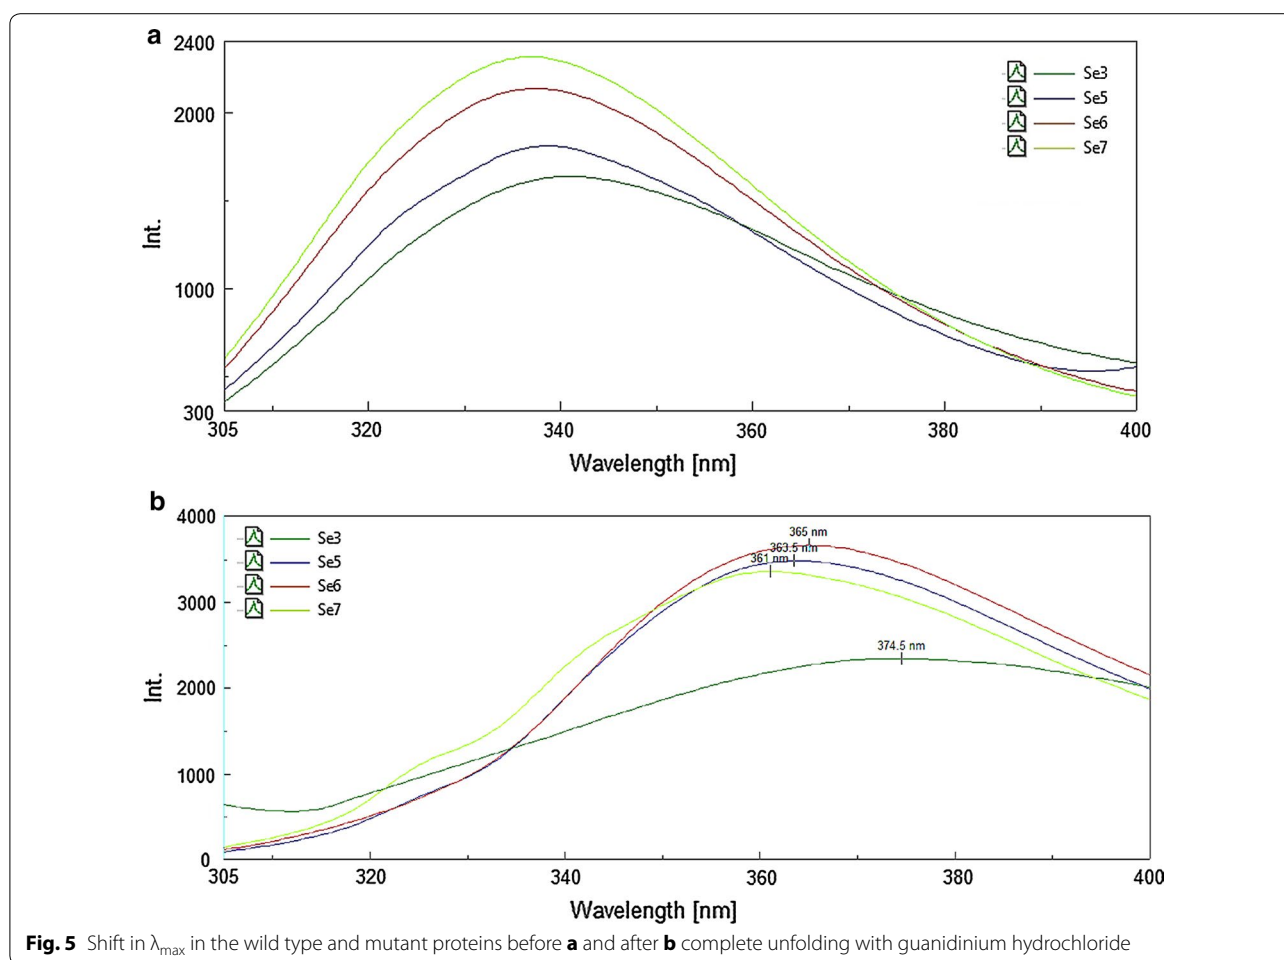 a
2400
2000
1000
300
Int.
Se3
Se5
Se6
Se7
305 320 340 360 380 400
Wavelength [nm]
b
4000
3000
2000
1000
0
Int.
Se3
Se5
Se6
Se7
365 nm
363.5 nm
361 nm
374.5 nm
305 320 340 360 380 400
Wavelength [nm]
Fig. 5 Shift in λmax in the wild type and mutant proteins before a and after b complete unfolding with guanidinium hydrochloride